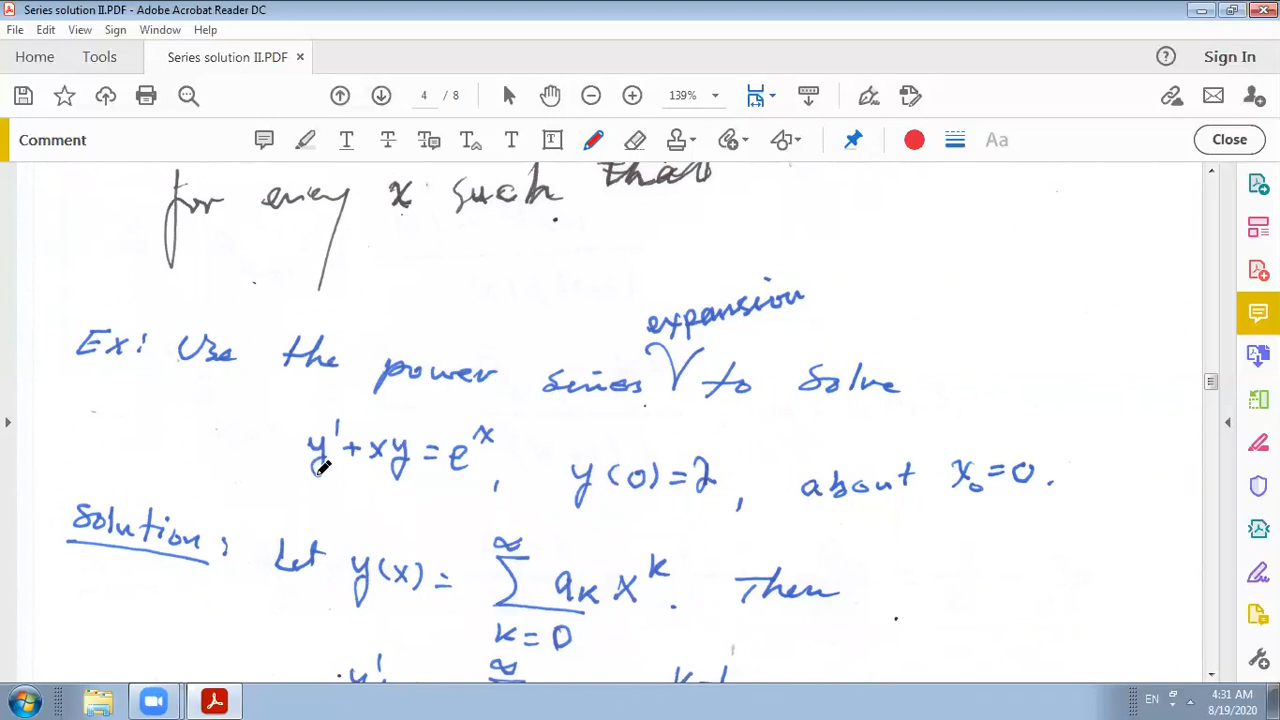 Series solution II.PDF - Adobe Acrobat Reader DC
File Edit View Sign Window Help
Home Tools Series solution II.PDF × Sign In
4 / 8 139%
Comment Aa Close
for every x such that
expansion
Ex: Use the power series to solve
y' + xy = e^x, y(0) = 2, about x₀ = 0.
Solution: Let y(x) = ∑_{k=0}^{∞} a_k x^k. Then
y' ∞ k-1
EN 4:31 AM
8/19/2020